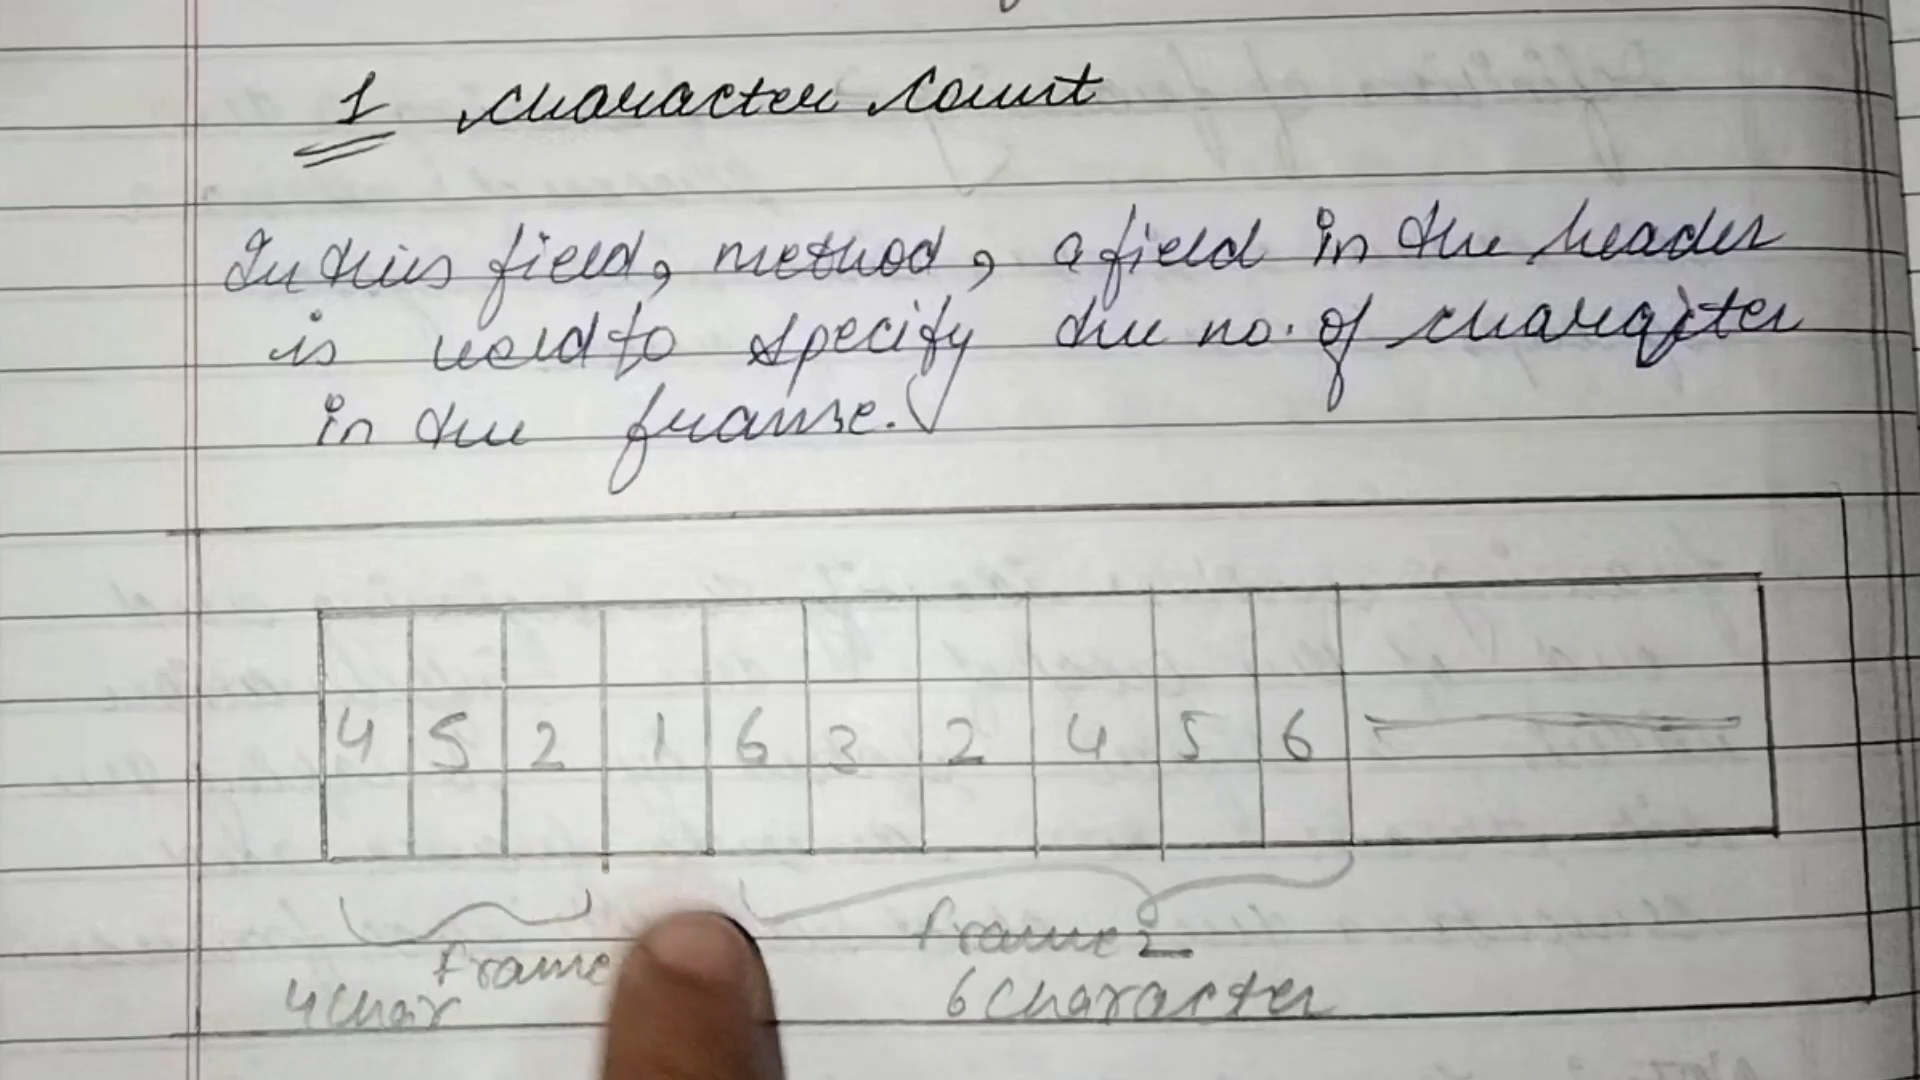 1 Character Count
In this field, method, a field in the header
is used to specify the no. of character
in the frame.
4 5 2 1 6 3 2 4 5 6
frame
frame 2
4 Char
6 Character